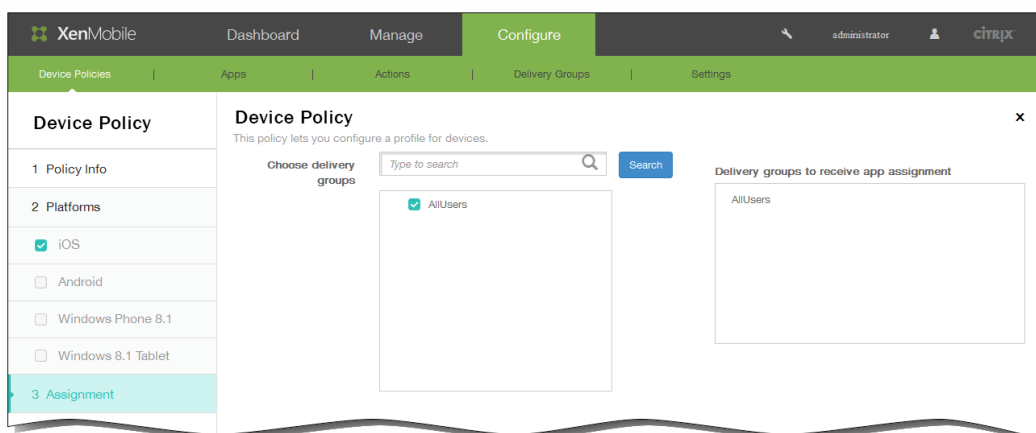 XenMobile Dashboard Manage Configure administrator CİTRIX
Device Policies | Apps | Actions | Delivery Groups | Settings
Device Policy
1 Policy Info
2 Platforms
iOS
Android
Windows Phone 8.1
Windows 8.1 Tablet
3 Assignment
Device Policy x
This policy lets you configure a profile for devices.
Choose delivery
groups
Type to search
Search
AllUsers
Delivery groups to receive app assignment
AllUsers